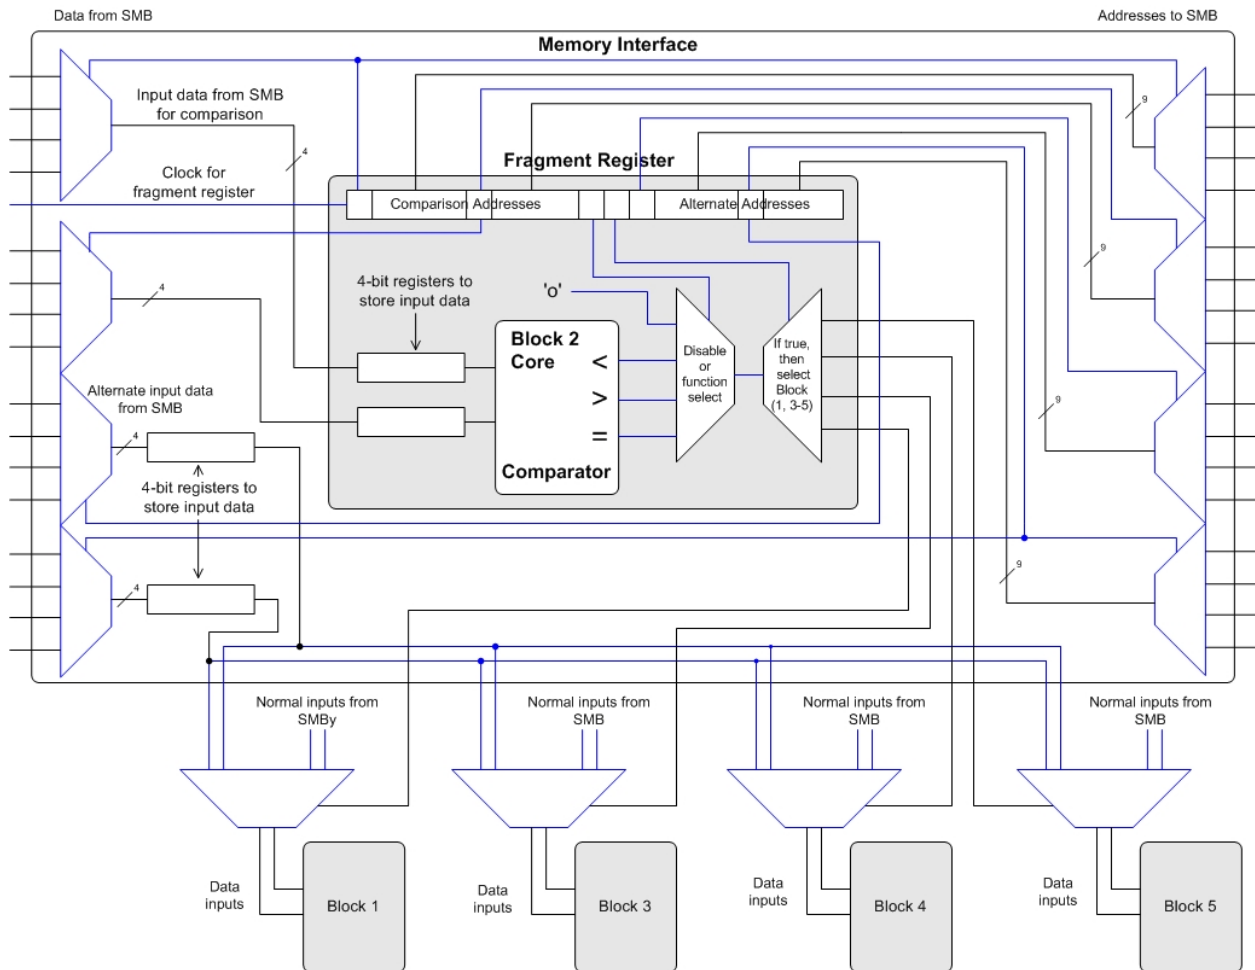 Data from SMB
Addresses to SMB
Memory Interface
Input data from SMB
for comparison
9
4
Clock for
fragment register
Fragment Register
Comparison Addresses
Alternate Addresses
9
4
4-bit registers to
store input data
'o'
Block 2
Core
<
>
=
Comparator
Disable
or
function
select
If true,
then
select
Block
(1, 3-5)
Alternate input data
from SMB
9
4
4-bit registers to
store input data
9
4
Normal inputs from
SMBy
Normal inputs from
SMB
Normal inputs from
SMB
Normal inputs from
SMB
Data
inputs
Block 1
Data
inputs
Block 3
Data
inputs
Block 4
Data
inputs
Block 5